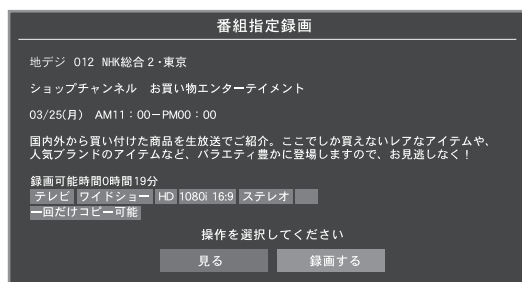 番組指定録画
地デジ 012 NHK総合2・東京
ショップチャンネル お買い物エンターテイメント
03/25(月) AM11：00－PM00：00
国内外から買い付けた商品を生放送でご紹介。ここでしか買えないレアなアイテムや、
人気ブランドのアイテムなど、バラエティ豊かに登場しますので、お見逃しなく！
録画可能時間0時間19分
テレビ ワイドショー HD 1080i 16:9 ステレオ
一回だけコピー可能
操作を選択してください
見る 録画する